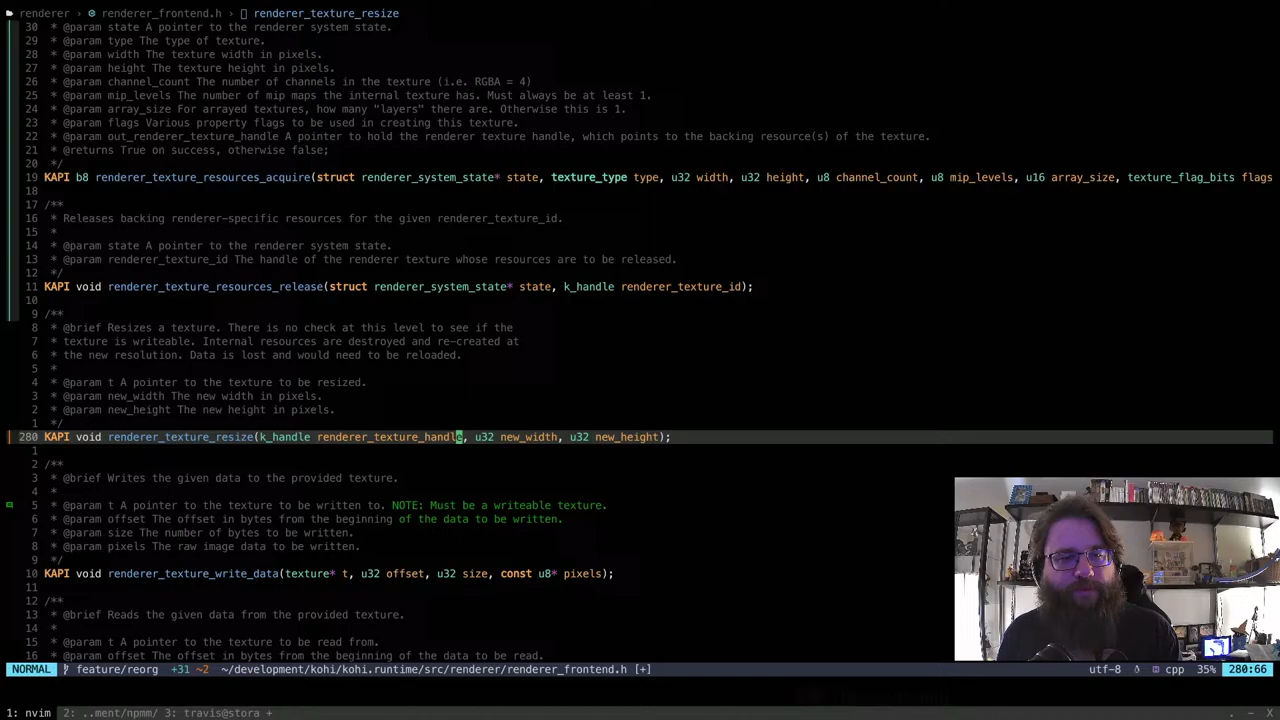 renderer › renderer_frontend.h › renderer_texture_resize
30 * @param state A pointer to the renderer system state.
29 * @param type The type of texture.
28 * @param width The texture width in pixels.
27 * @param height The texture height in pixels.
26 * @param channel_count The number of channels in the texture (i.e. RGBA = 4)
25 * @param mip_levels The number of mip maps the internal texture has. Must always be at least 1.
24 * @param array_size For arrayed textures, how many "layers" there are. Otherwise this is 1.
23 * @param flags Various property flags to be used in creating this texture.
22 * @param out_renderer_texture_handle A pointer to hold the renderer texture handle, which points to the backing resource(s) of the texture.
21 * @returns True on success, otherwise false;
20 */
19 KAPI b8 renderer_texture_resources_acquire(struct renderer_system_state* state, texture_type type, u32 width, u32 height, u8 channel_count, u8 mip_levels, u16 array_size, texture_flag_bits flags
18
17 /**
16 * Releases backing renderer-specific resources for the given renderer_texture_id.
15 *
14 * @param state A pointer to the renderer system state.
13 * @param renderer_texture_id The handle of the renderer texture whose resources are to be released.
12 */
11 KAPI void renderer_texture_resources_release(struct renderer_system_state* state, k_handle renderer_texture_id);
10
9 /**
8 * @brief Resizes a texture. There is no check at this level to see if the
7 * texture is writeable. Internal resources are destroyed and re-created at
6 * the new resolution. Data is lost and would need to be reloaded.
5 *
4 * @param t A pointer to the texture to be resized.
3 * @param new_width The new width in pixels.
2 * @param new_height The new height in pixels.
1 */
280 KAPI void renderer_texture_resize(k_handle renderer_texture_handle, u32 new_width, u32 new_height);
1
2 /**
3 * @brief Writes the given data to the provided texture.
4 *
5 * @param t A pointer to the texture to be written to. NOTE: Must be a writeable texture.
6 * @param offset The offset in bytes from the beginning of the data to be written.
7 * @param size The number of bytes to be written.
8 * @param pixels The raw image data to be written.
9 */
10 KAPI void renderer_texture_write_data(texture* t, u32 offset, u32 size, const u8* pixels);
11
12 /**
13 * @brief Reads the given data from the provided texture.
14 *
15 * @param t A pointer to the texture to be read from.
16 * @param offset The offset in bytes from the beginning of the data to be read.
NORMAL feature/reorg +31 ~2 ~/development/kohi/kohi.runtime/src/renderer/renderer_frontend.h [+] utf-8 cpp 35% 280:66
1: nvim 2: ..ment/npmm/ 3: travis@stora + . – X